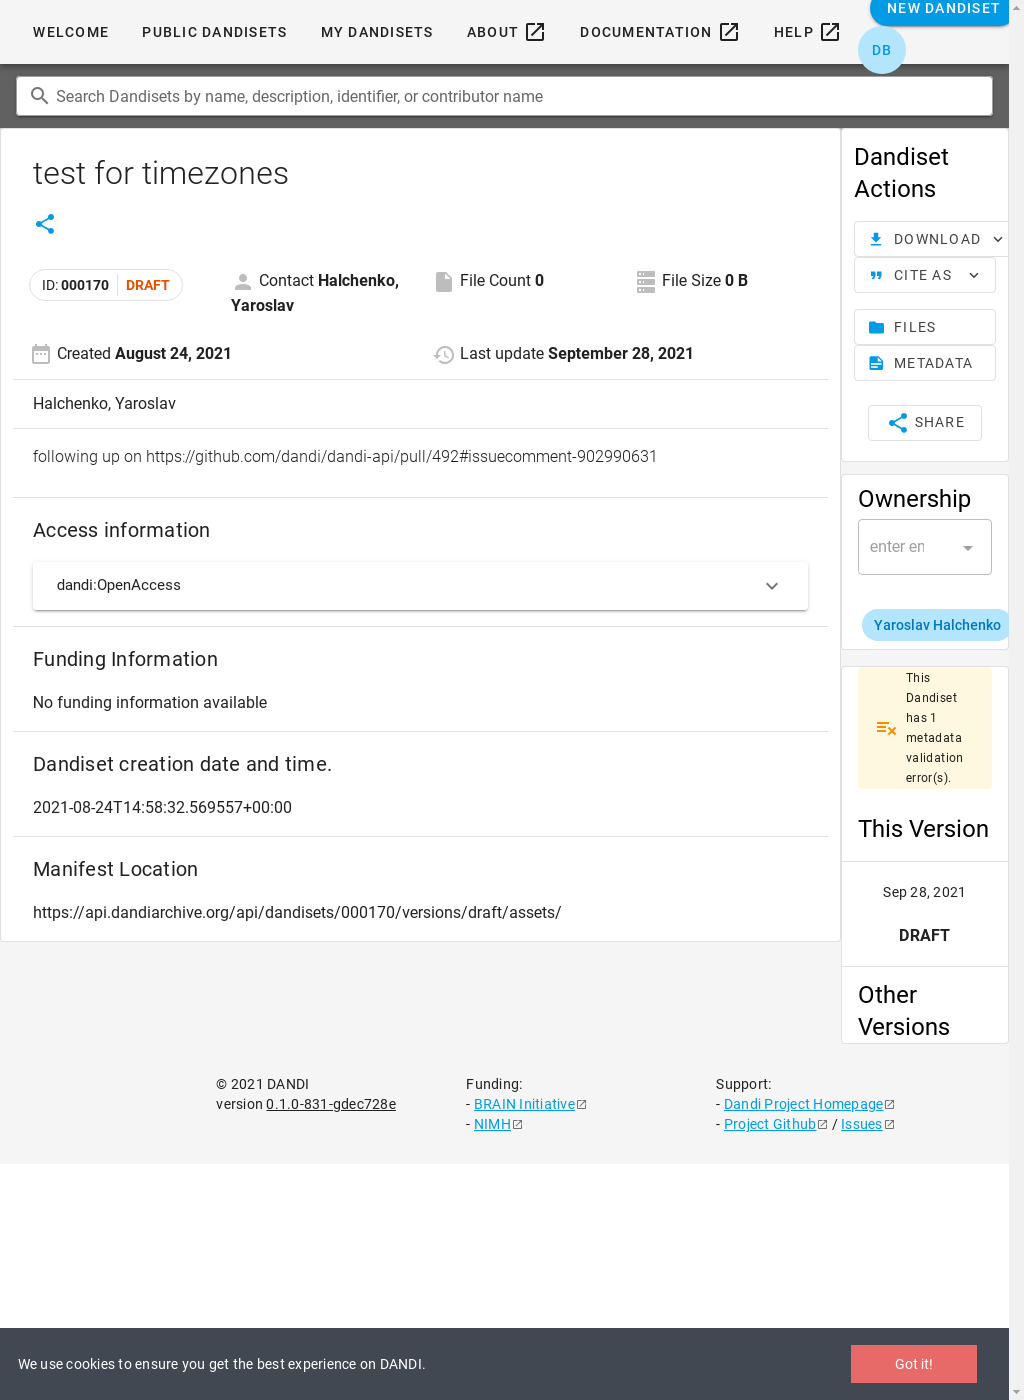 WELCOME PUBLIC DANDISETS MY DANDISETS ABOUT DOCUMENTATION HELP NEW DANDISET
DB
Search Dandisets by name, description, identifier, or contributor name
test for timezones
ID: 000170 DRAFT
Contact Halchenko,
Yaroslav
File Count 0
File Size 0 B
Created August 24, 2021
Last update September 28, 2021
Halchenko, Yaroslav
following up on https://github.com/dandi/dandi-api/pull/492#issuecomment-902990631
Access information
dandi:OpenAccess
Funding Information
No funding information available
Dandiset creation date and time.
2021-08-24T14:58:32.569557+00:00
Manifest Location
https://api.dandiarchive.org/api/dandisets/000170/versions/draft/assets/
Dandiset
Actions
DOWNLOAD
CITE AS
FILES
METADATA
SHARE
Ownership
enter en
Yaroslav Halchenko
This
Dandiset
has 1
metadata
validation
error(s).
This Version
Sep 28, 2021
DRAFT
Other
Versions
© 2021 DANDI
version 0.1.0-831-gdec728e
Funding:
- BRAIN Initiative
- NIMH
Support:
- Dandi Project Homepage
- Project Github / Issues
We use cookies to ensure you get the best experience on DANDI.
Got it!